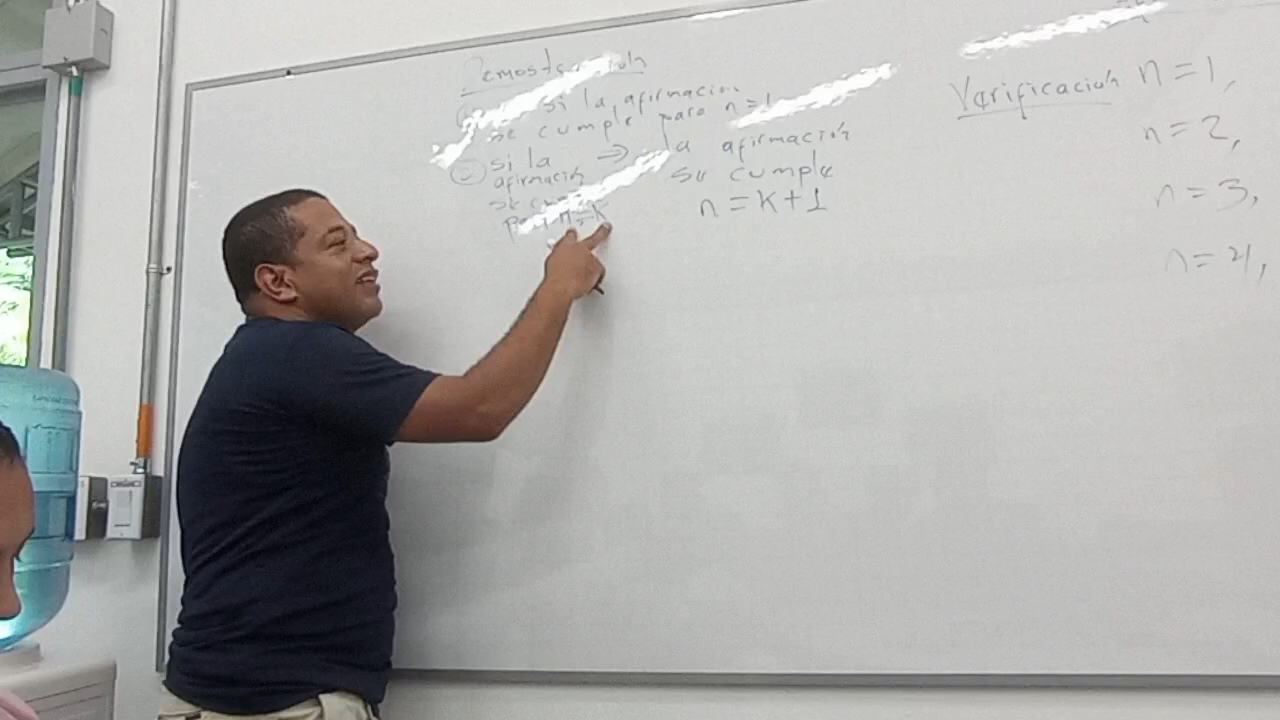 Demostración
① si la afirmación
se cumple para n=1
② si la ⇒ la afirmación
afirmación se cumple
se
para n=k n=k+1
Verificación n=1,
n=2,
n=3,
n=4,